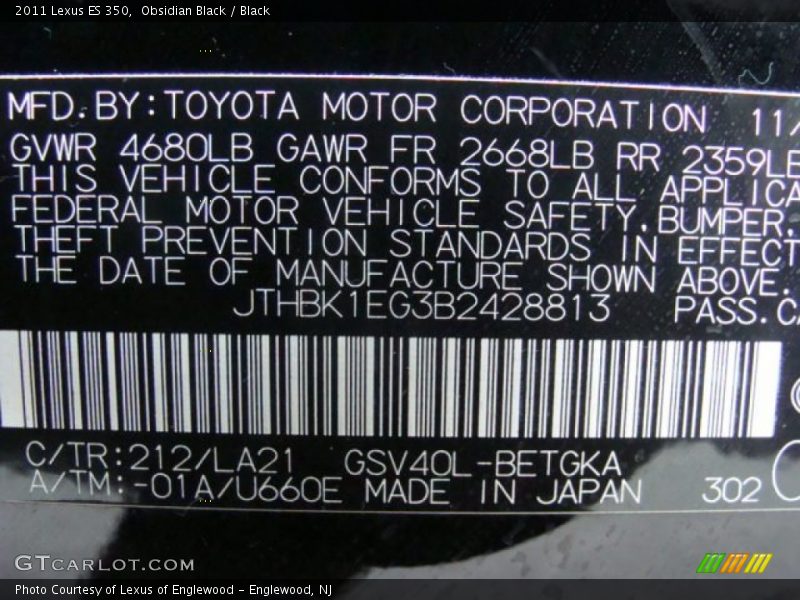 2011 Lexus ES 350,  Obsidian Black / Black
MFD. BY: TOYOTA MOTOR CORPORATION 11/
GVWR 4680LB GAWR FR 2668LB RR 2359LB
THIS VEHICLE CONFORMS TO ALL APPLICA
FEDERAL MOTOR VEHICLE SAFETY, BUMPER,
THEFT PREVENTION STANDARDS IN EFFECT
THE DATE OF MANUFACTURE SHOWN ABOVE.
JTHBK1EG3B2428813 PASS.CA
C/TR:212/LA21 GSV40L-BETGKA
A/TM:-01A/U660E MADE IN JAPAN 302
GTCARLOT.COM
Photo Courtesy of Lexus of Englewood – Englewood, NJ